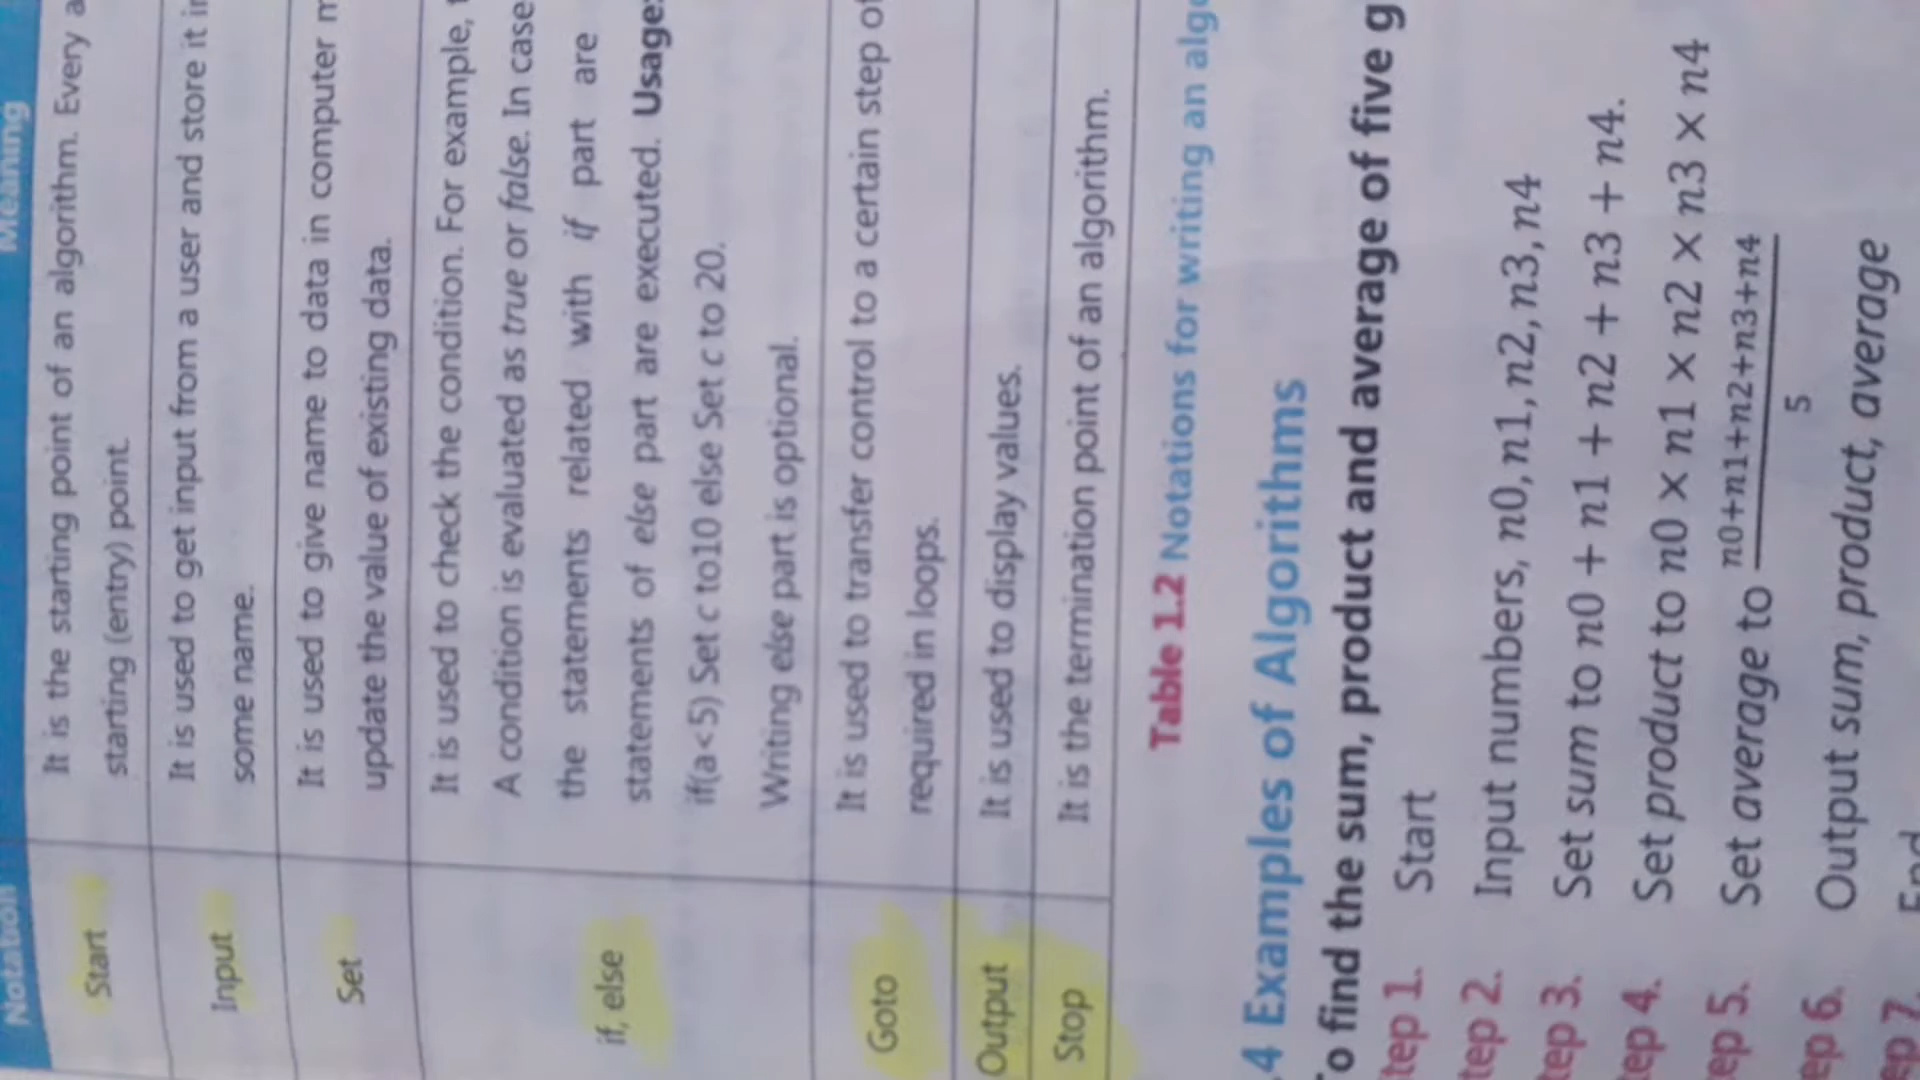 Notation Meaning
Start It is the starting point of an algorithm. Every
starting (entry) point.
Input It is used to get input from a user and store it
some name.
Set It is used to give name to data in computer
update the value of existing data.
if, else It is used to check the condition. For example,
A condition is evaluated as true or false. In case
the statements related with if part are
statements of else part are executed. Usage:
if(a<5) Set c to10 else Set c to 20.
Writing else part is optional.
Goto It is used to transfer control to a certain step
required in loops.
Output It is used to display values.
Stop It is the termination point of an algorithm.
Table 1.2 Notations for writing an
4 Examples of Algorithms
find the sum, product and average of five
tep 1. Start
tep 2. Input numbers, n0, n1, n2, n3, n4
tep 3. Set sum to n0 + n1 + n2 + n3 + n4.
tep 4. Set product to n0 × n1 × n2 × n3 × n4
ep 5. Set average to n0+n1+n2+n3+n4
5
ep 6. Output sum, product, average
ep 7. End